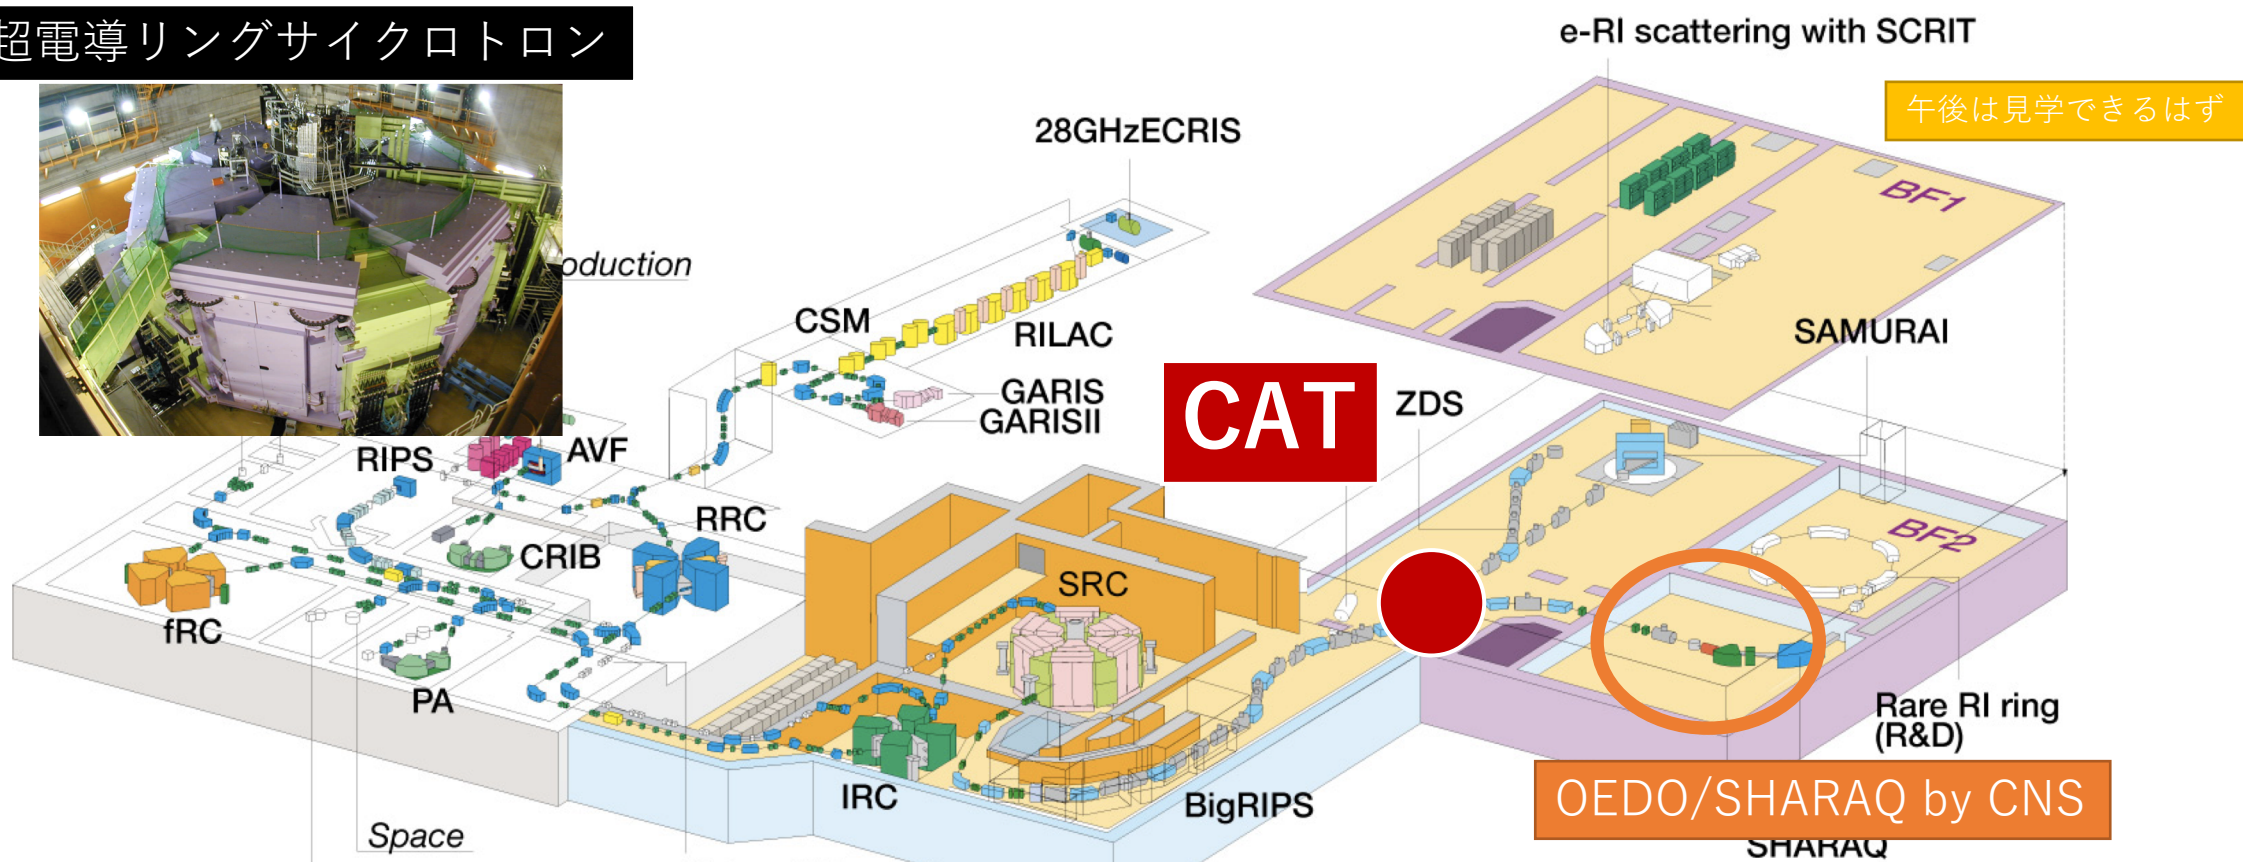 超電導リングサイクロトロン
e-RI scattering with SCRIT
午後は見学できるはず
28GHzECRIS
BF1
oduction
CSM
RILAC
SAMURAI
GARIS
GARISII
CAT
ZDS
RIPS
AVF
RRC
CRIB
BF2
SRC
fRC
PA
Rare RI ring
(R&D)
IRC
BigRIPS
OEDO/SHARAQ by CNS
Space
SHARAQ